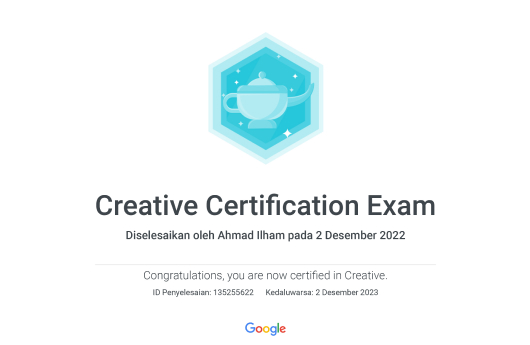 Creative Certification Exam
Diselesaikan oleh Ahmad Ilham pada 2 Desember 2022
Congratulations, you are now certified in Creative.
ID Penyelesaian: 135255622 Kedaluwarsa: 2 Desember 2023
Google